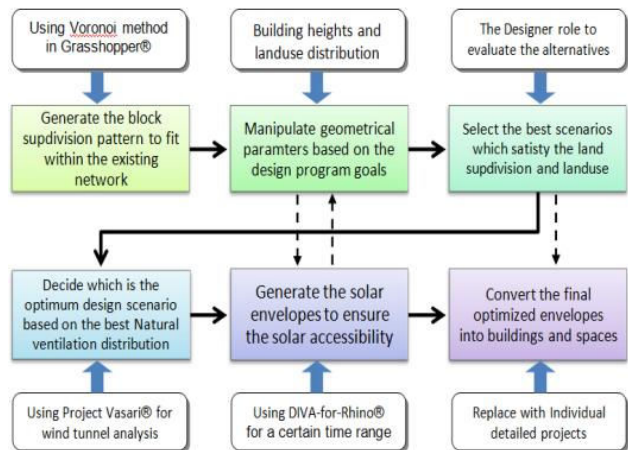 Using Voronoi method
in Grasshopper®
Building heights and
landuse distribution
The Designer role to
evaluate the alternatives
Generate the block
supdivision pattern to fit
within the existing
network
Manipulate geometrical
paramters based on the
design program goals
Select the best scenarios
which satisty the land
supdivision and landuse
Decide which is the
optimum design scenario
based on the best Natural
ventilation distribution
Generate the solar
envelopes to ensure
the solar accessibility
Convert the final
optimized envelopes
into buildings and spaces
Using Project Vasari® for
wind tunnel analysis
Using DIVA-for-Rhino®
for a certain time range
Replace with Individual
detailed projects